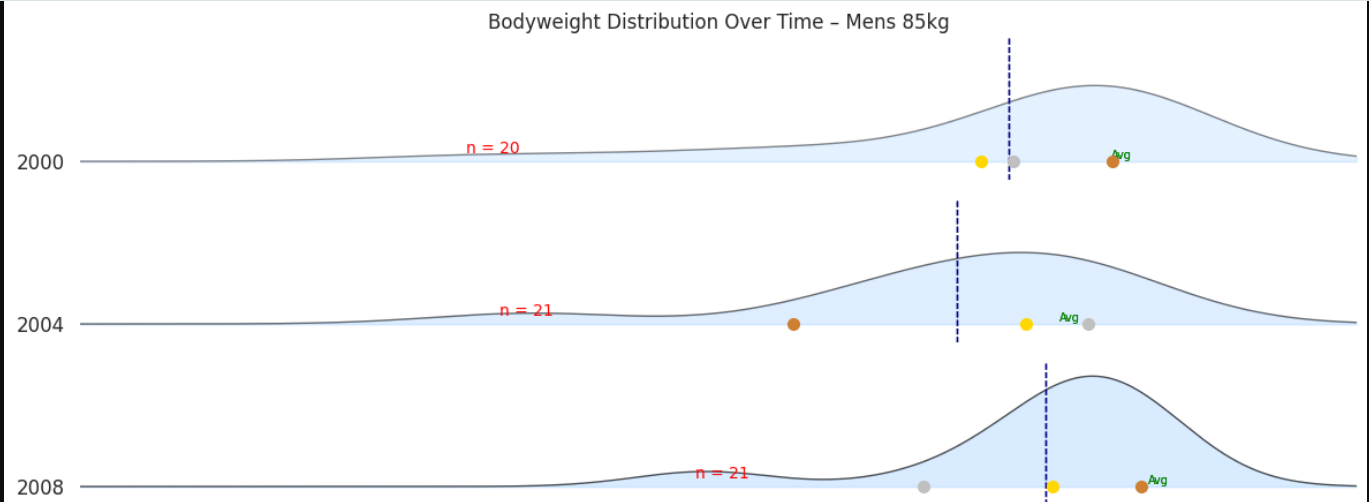 Bodyweight Distribution Over Time – Mens 85kg
n = 20
2000
Avg
n = 21
2004
Avg
n = 21
2008
Avg